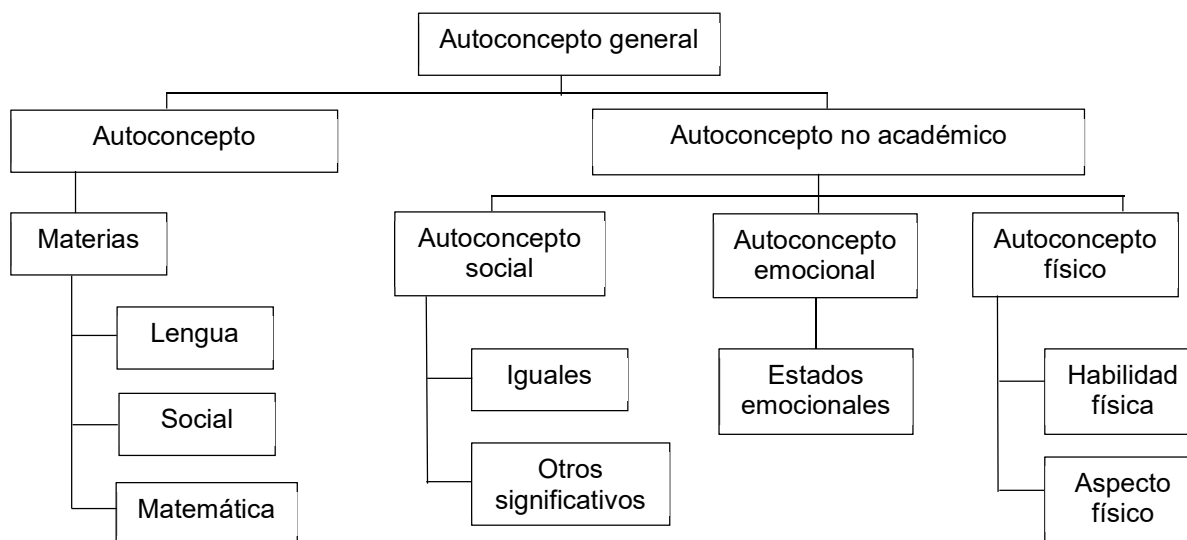 Autoconcepto general
Autoconcepto
Autoconcepto no académico
Materias
Autoconcepto
social
Autoconcepto
emocional
Autoconcepto
físico
Lengua
Social
Matemática
Iguales
Otros
significativos
Estados
emocionales
Habilidad
física
Aspecto
físico